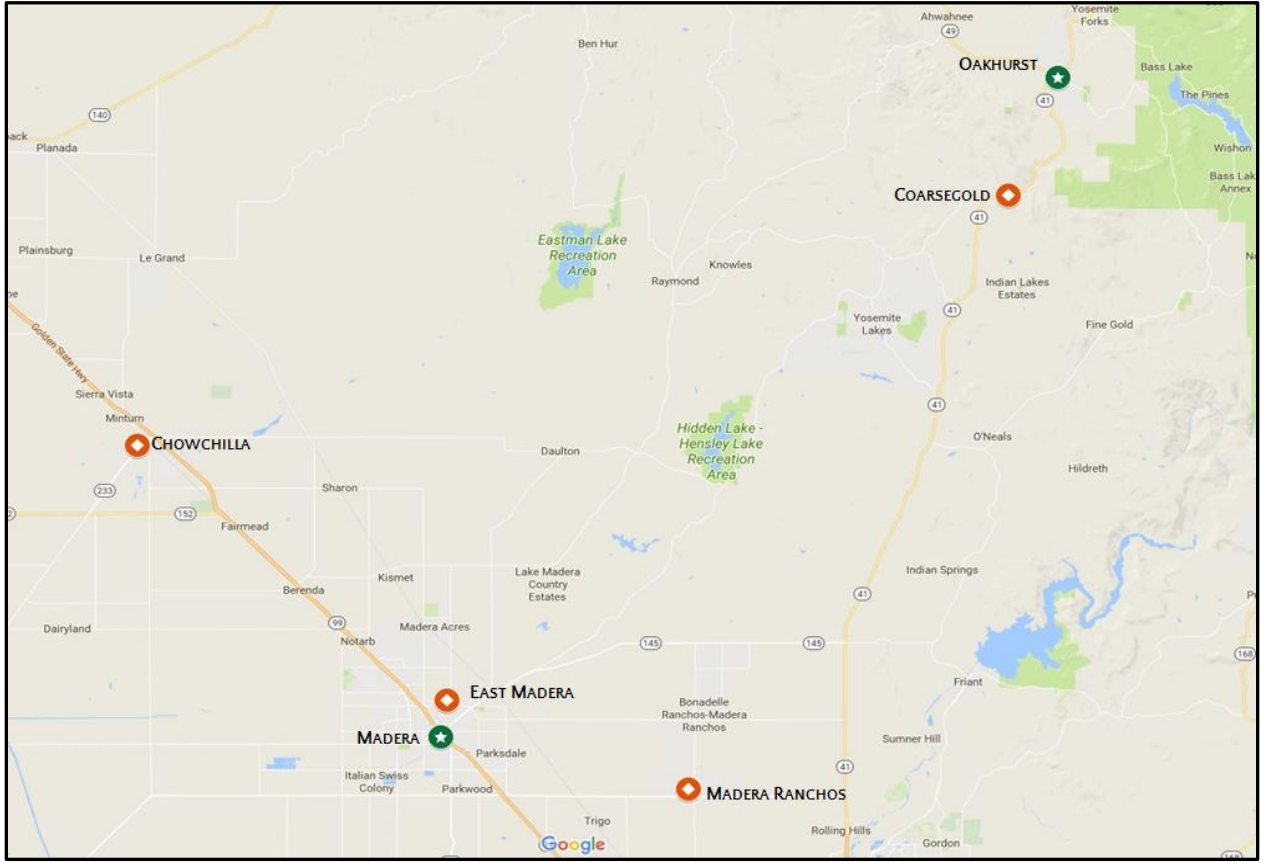 Ahwahnee
49
Yosemite
Forks
Ben Hur
OAKHURST
Bass Lake
41
The Pines
140
Planada
Wishon
Bass Lak
Annex
COARSEGOLD
41
Plainsburg
Le Grand
Eastman Lake
Recreation
Area
Knowles
Raymond
Indian Lakes
Estates
41
Yosemite
Lakes
Fine Gold
Golden State Hwy
Sierra Vista
Minturn
41
CHOWCHILLA
Hidden Lake -
Hensley Lake
Recreation
Area
O'Neals
Daulton
Hildreth
Sharon
233
152
Fairmead
Lake Madera
Country
Estates
Indian Springs
Kismet
Berenda
41
99
Madera Acres
Dairyland
Notarb
145
145
168
Friant
EAST MADERA
Bonadelle
Ranchos-Madera
Ranchos
MADERA
Sumner Hill
Parksdale
41
Italian Swiss
Colony
Parkwood
MADERA RANCHOS
Trigo
Rolling Hills
Google
Gordon
168